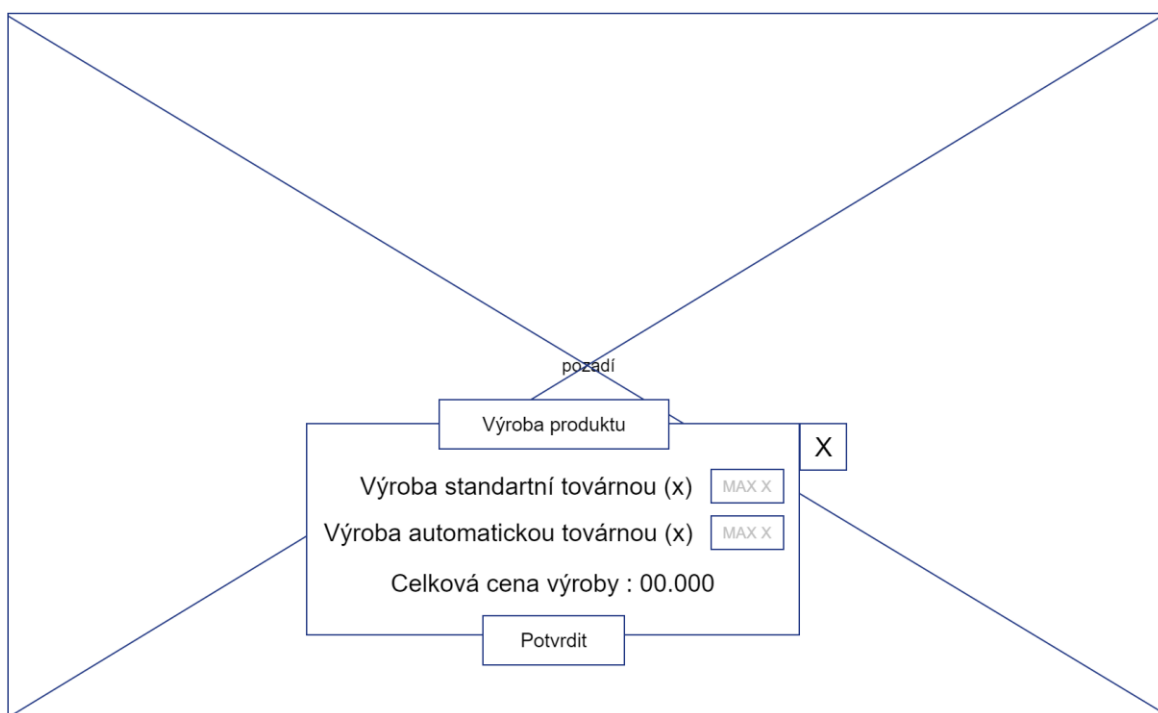 pozadí
Výroba produktu
X
Výroba standartní továrnou (x) MAX X
Výroba automatickou továrnou (x) MAX X
Celková cena výroby : 00.000
Potvrdit